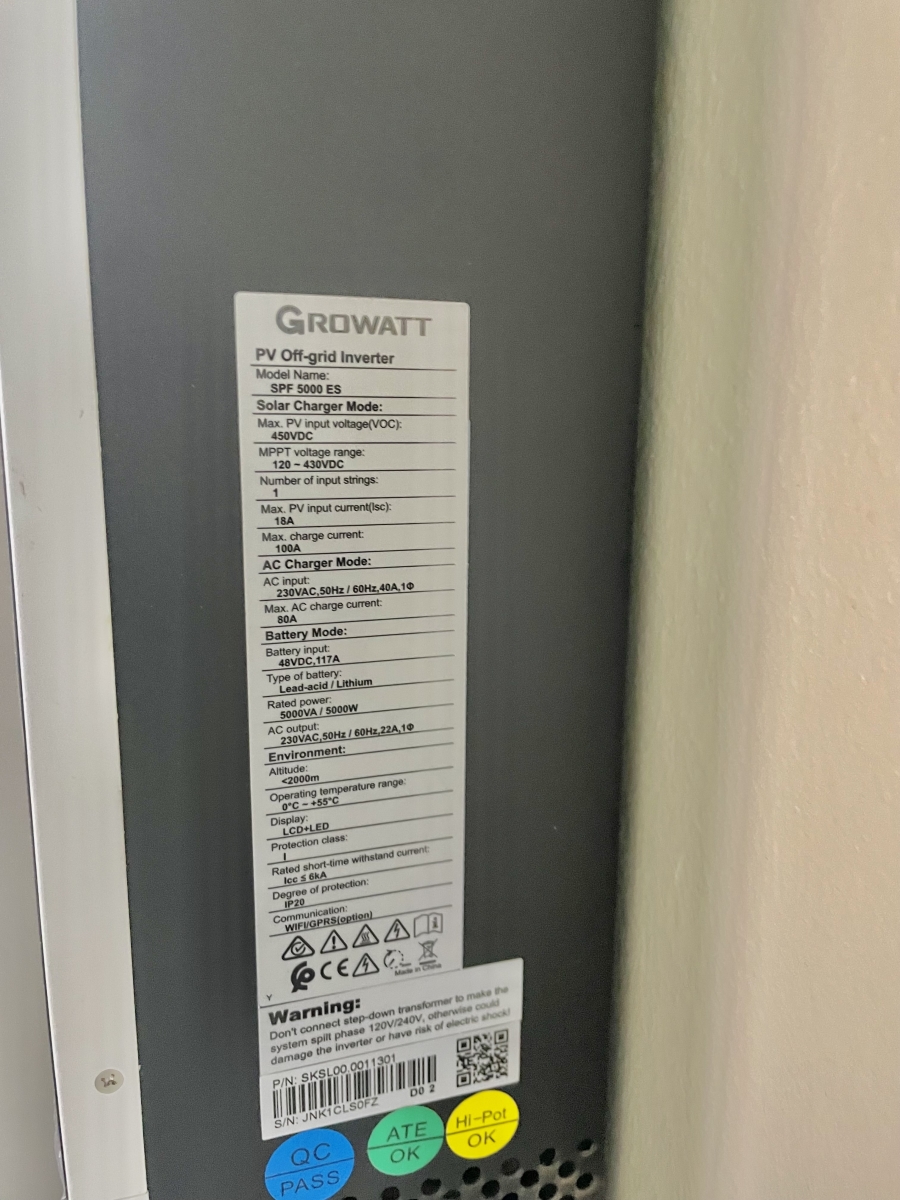 GROWATT
PV Off-grid Inverter
Model Name:
SPF 5000 ES
Solar Charger Mode:
Max. PV input voltage(VOC):
450VDC
MPPT voltage range:
120 ~ 430VDC
Number of input strings:
1
Max. PV input current(Isc):
18A
Max. charge current:
100A
AC Charger Mode:
AC input:
230VAC,50Hz / 60Hz,40A,1Φ
Max. AC charge current:
80A
Battery Mode:
Battery input:
48VDC,117A
Type of battery:
Lead-acid / Lithium
Rated power:
5000VA / 5000W
AC output:
230VAC,50Hz / 60Hz,22A,1Φ
Environment:
Altitude:
<2000m
Operating temperature range:
0°C ~ +55°C
Display:
LCD+LED
Protection class:
I
Rated short-time withstand current:
Icc ≤ 6kA
Degree of protection:
IP20
Communication:
WIFI/GPRS(option)
CE
Made in China
Y
Warning:
Don't connect step-down transformer to make the
system spilt phase 120V/240V, otherwise could
damage the inverter or have risk of electric shock!
P/N: SKSL00.0011301
D0 2
S/N: JNK1CLS0FZ
QC
PASS
ATE
OK
Hi-Pot
OK